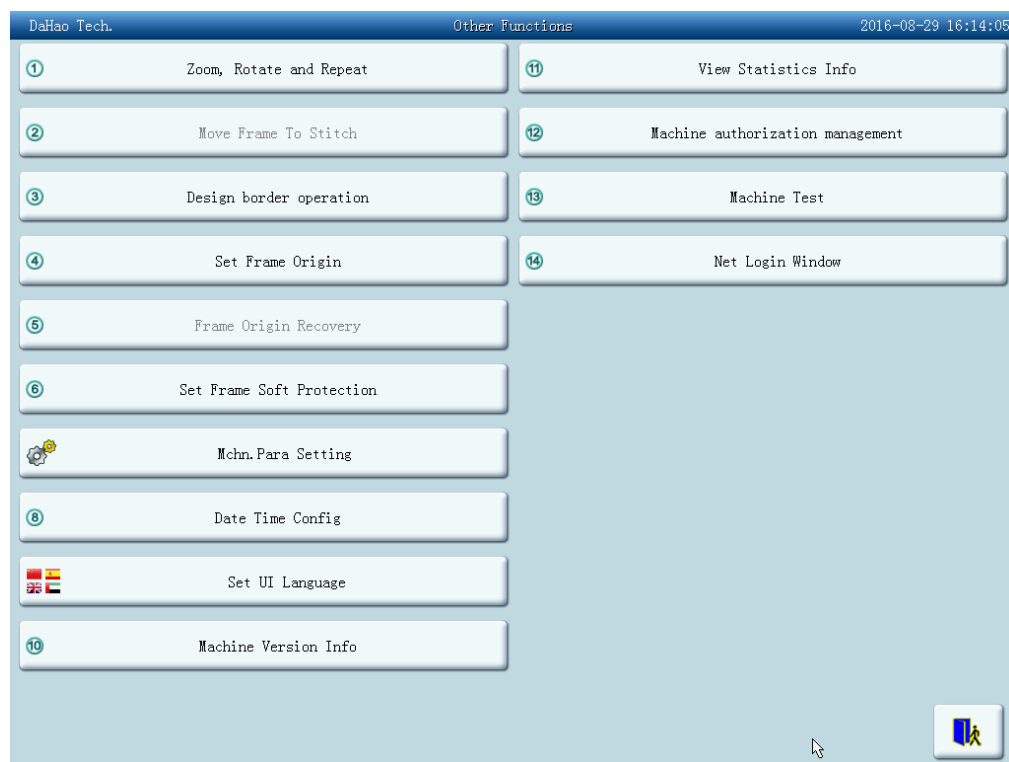 DaHao Tech. Other Functions 2016-08-29 16:14:05
① Zoom, Rotate and Repeat
② Move Frame To Stitch
③ Design border operation
④ Set Frame Origin
⑤ Frame Origin Recovery
⑥ Set Frame Soft Protection
Mchn.Para Setting
⑧ Date Time Config
Set UI Language
⑩ Machine Version Info
⑪ View Statistics Info
⑫ Machine authorization management
⑬ Machine Test
⑭ Net Login Window